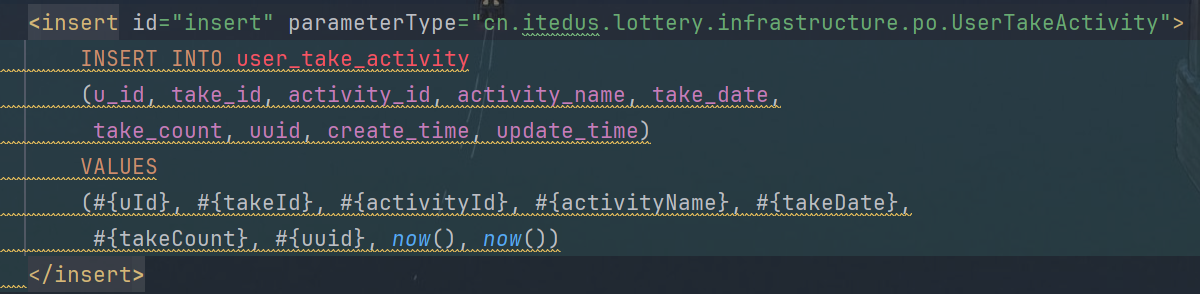 <insert id="insert" parameterType="cn.itedus.lottery.infrastructure.po.UserTakeActivity">
INSERT INTO user_take_activity
(u_id, take_id, activity_id, activity_name, take_date,
take_count, uuid, create_time, update_time)
VALUES
(#{uId}, #{takeId}, #{activityId}, #{activityName}, #{takeDate},
#{takeCount}, #{uuid}, now(), now())
</insert>